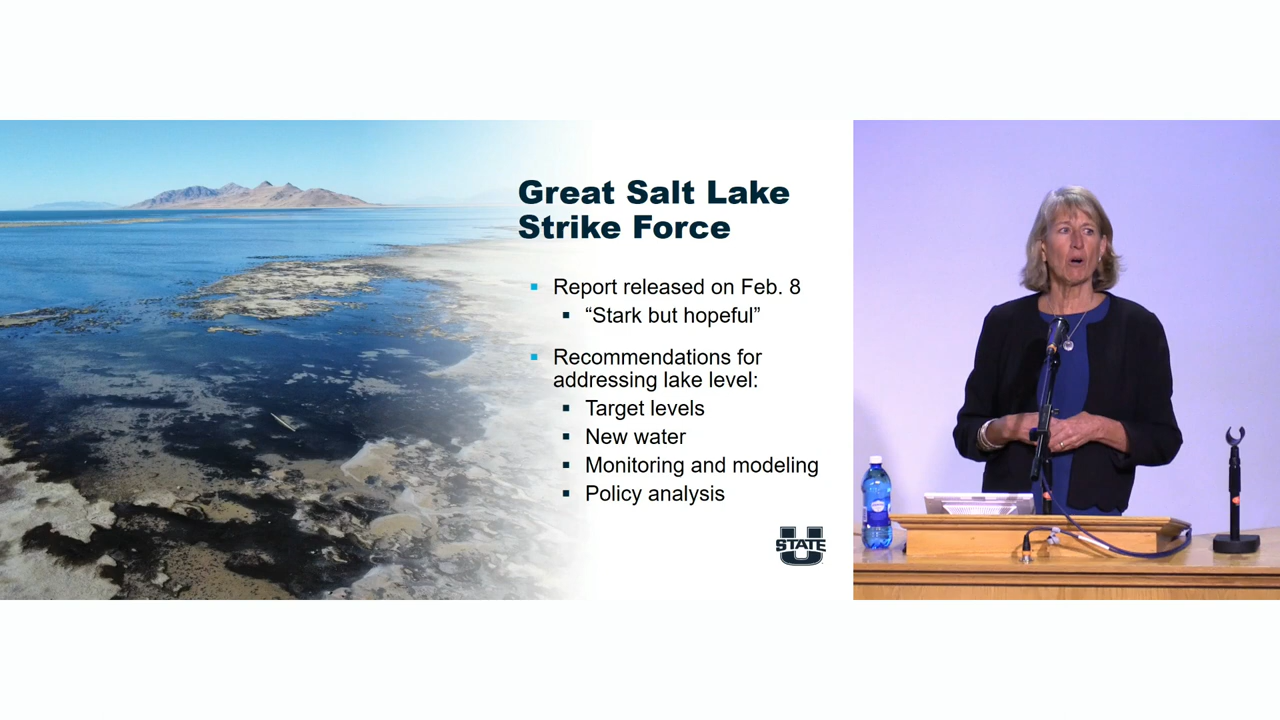 Great Salt Lake
Strike Force
Report released on Feb. 8
“Stark but hopeful”
Recommendations for
addressing lake level:
Target levels
New water
Monitoring and modeling
Policy analysis
U
STATE